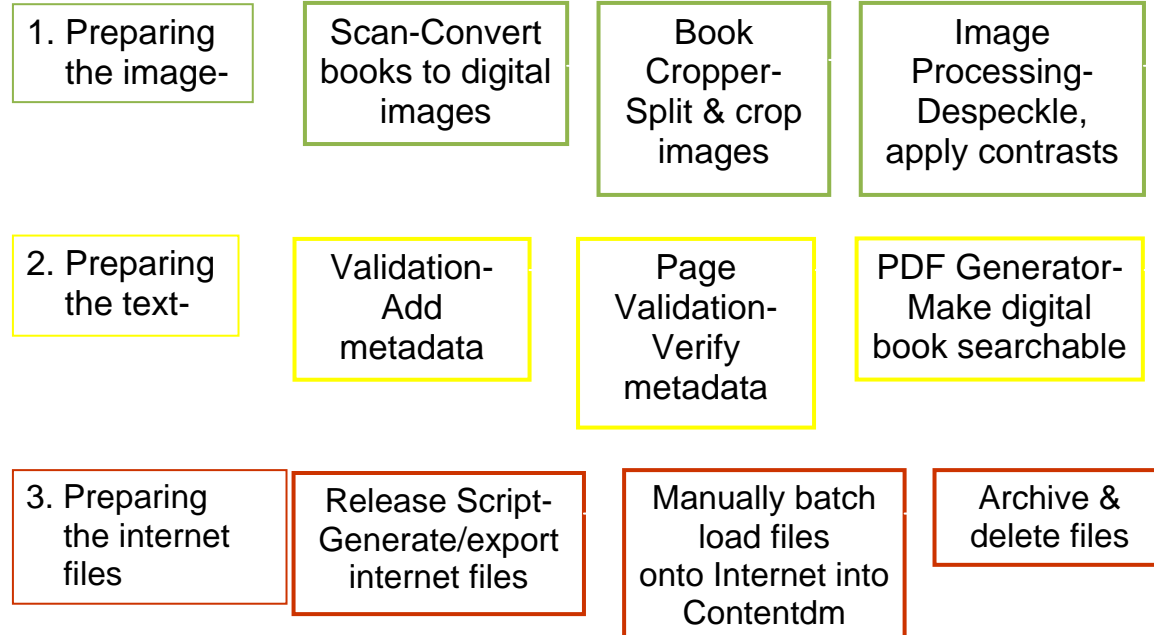 1. Preparing
the image-
Scan-Convert
books to digital
images
Book
Cropper-
Split & crop
images
Image
Processing-
Despeckle,
apply contrasts
2. Preparing
the text-
Validation-
Add
metadata
Page
Validation-
Verify
metadata
PDF Generator-
Make digital
book searchable
3. Preparing
the internet
files
Release Script-
Generate/export
internet files
Manually batch
load files
onto Internet into
Contentdm
Archive &
delete files